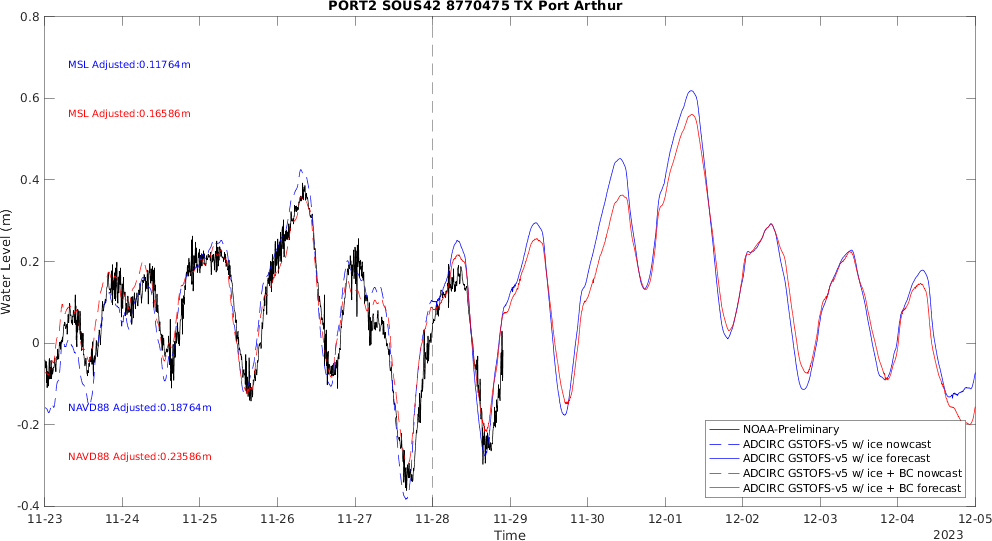 PORT2 SOUS42 8770475 TX Port Arthur
0.8
0.6
0.4
0.2
0
-0.2
-0.4
Water Level (m)
MSL Adjusted:0.11764m
MSL Adjusted:0.16586m
NAVD88 Adjusted:0.18764m
NAVD88 Adjusted:0.23586m
NOAA-Preliminary
ADCIRC GSTOFS-v5 w/ ice nowcast
ADCIRC GSTOFS-v5 w/ ice forecast
ADCIRC GSTOFS-v5 w/ ice + BC nowcast
ADCIRC GSTOFS-v5 w/ ice + BC forecast
11-23 11-24 11-25 11-26 11-27 11-28 11-29 11-30 12-01 12-02 12-03 12-04 12-05
Time
2023